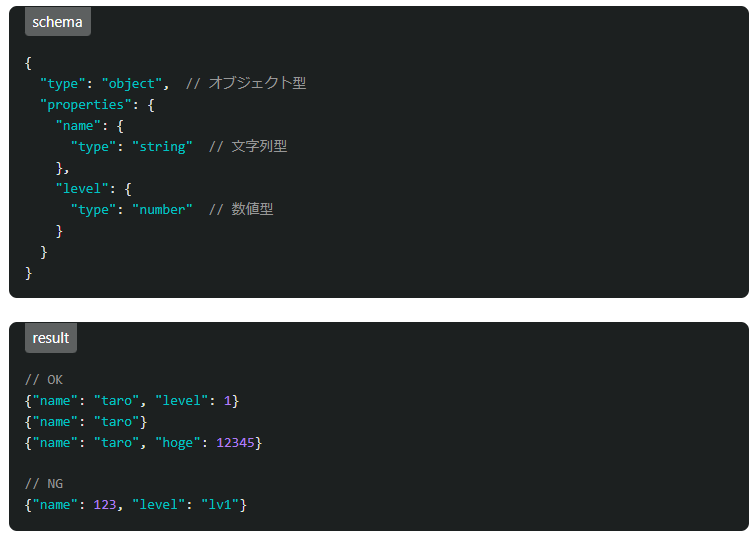 schema
{
  "type": "object",  // オブジェクト型
  "properties": {
    "name": {
      "type": "string"  // 文字列型
    },
    "level": {
      "type": "number"  // 数値型
    }
  }
}
result
// OK
{"name": "taro", "level": 1}
{"name": "taro"}
{"name": "taro", "hoge": 12345}
// NG
{"name": 123, "level": "lv1"}